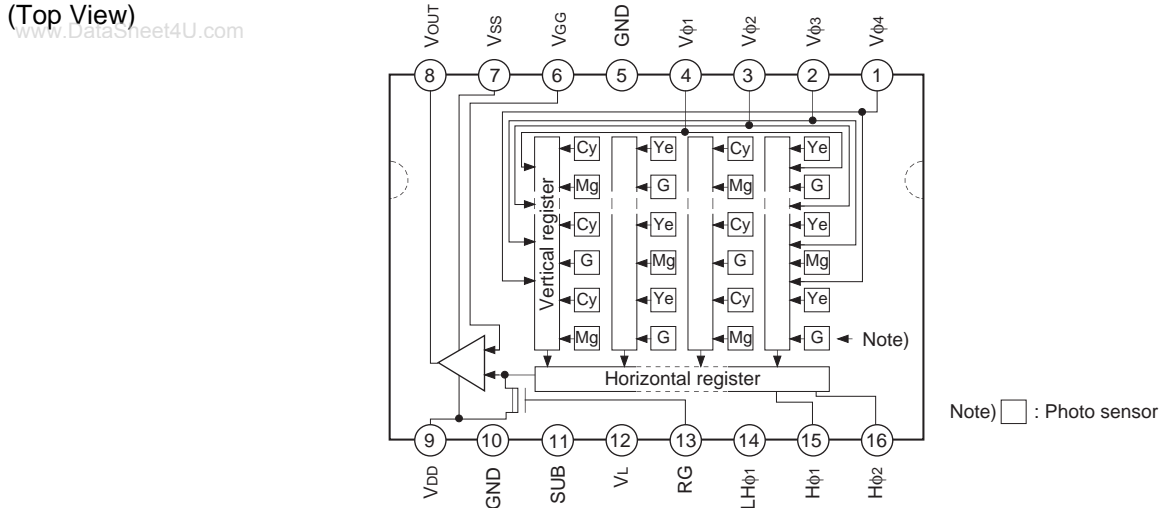 (Top View)
www.DataSheet4U.com
VOUT VSS VGG GND Vφ1 Vφ2 Vφ3 Vφ4
8 7 6 5 4 3 2 1
Cy Ye Cy Ye
Mg G Mg G
Cy Ye Cy Ye
G Mg G Mg
Cy Ye Cy Ye
Mg G Mg G
Vertical register
Note)
Horizontal register
Note) : Photo sensor
9 10 11 12 13 14 15 16
VDD GND SUB VL RG LHφ1 Hφ1 Hφ2